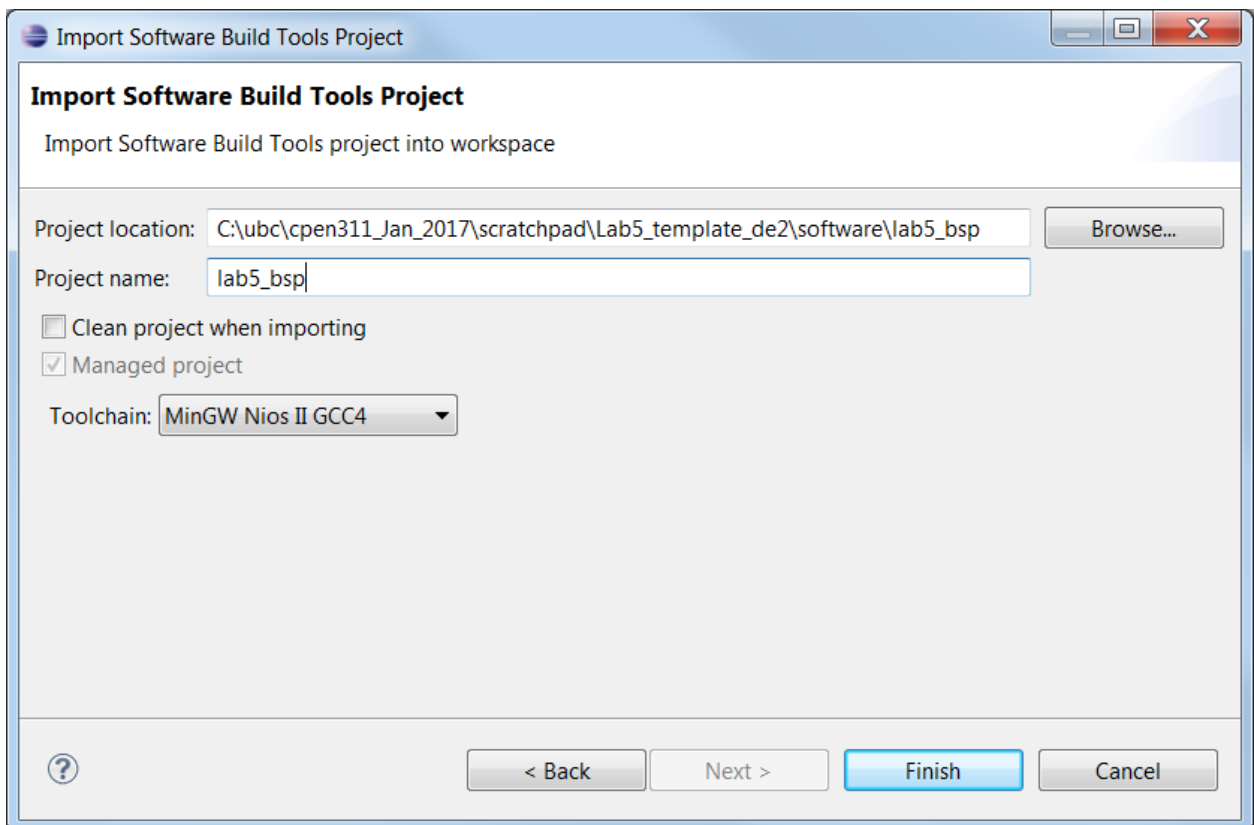 Import Software Build Tools Project
Import Software Build Tools Project
Import Software Build Tools project into workspace
Project location: C:\ubc\cpen311_Jan_2017\scratchpad\Lab5_template_de2\software\lab5_bsp Browse...
Project name: lab5_bsp
Clean project when importing
Managed project
Toolchain: MinGW Nios II GCC4
? < Back Next > Finish Cancel